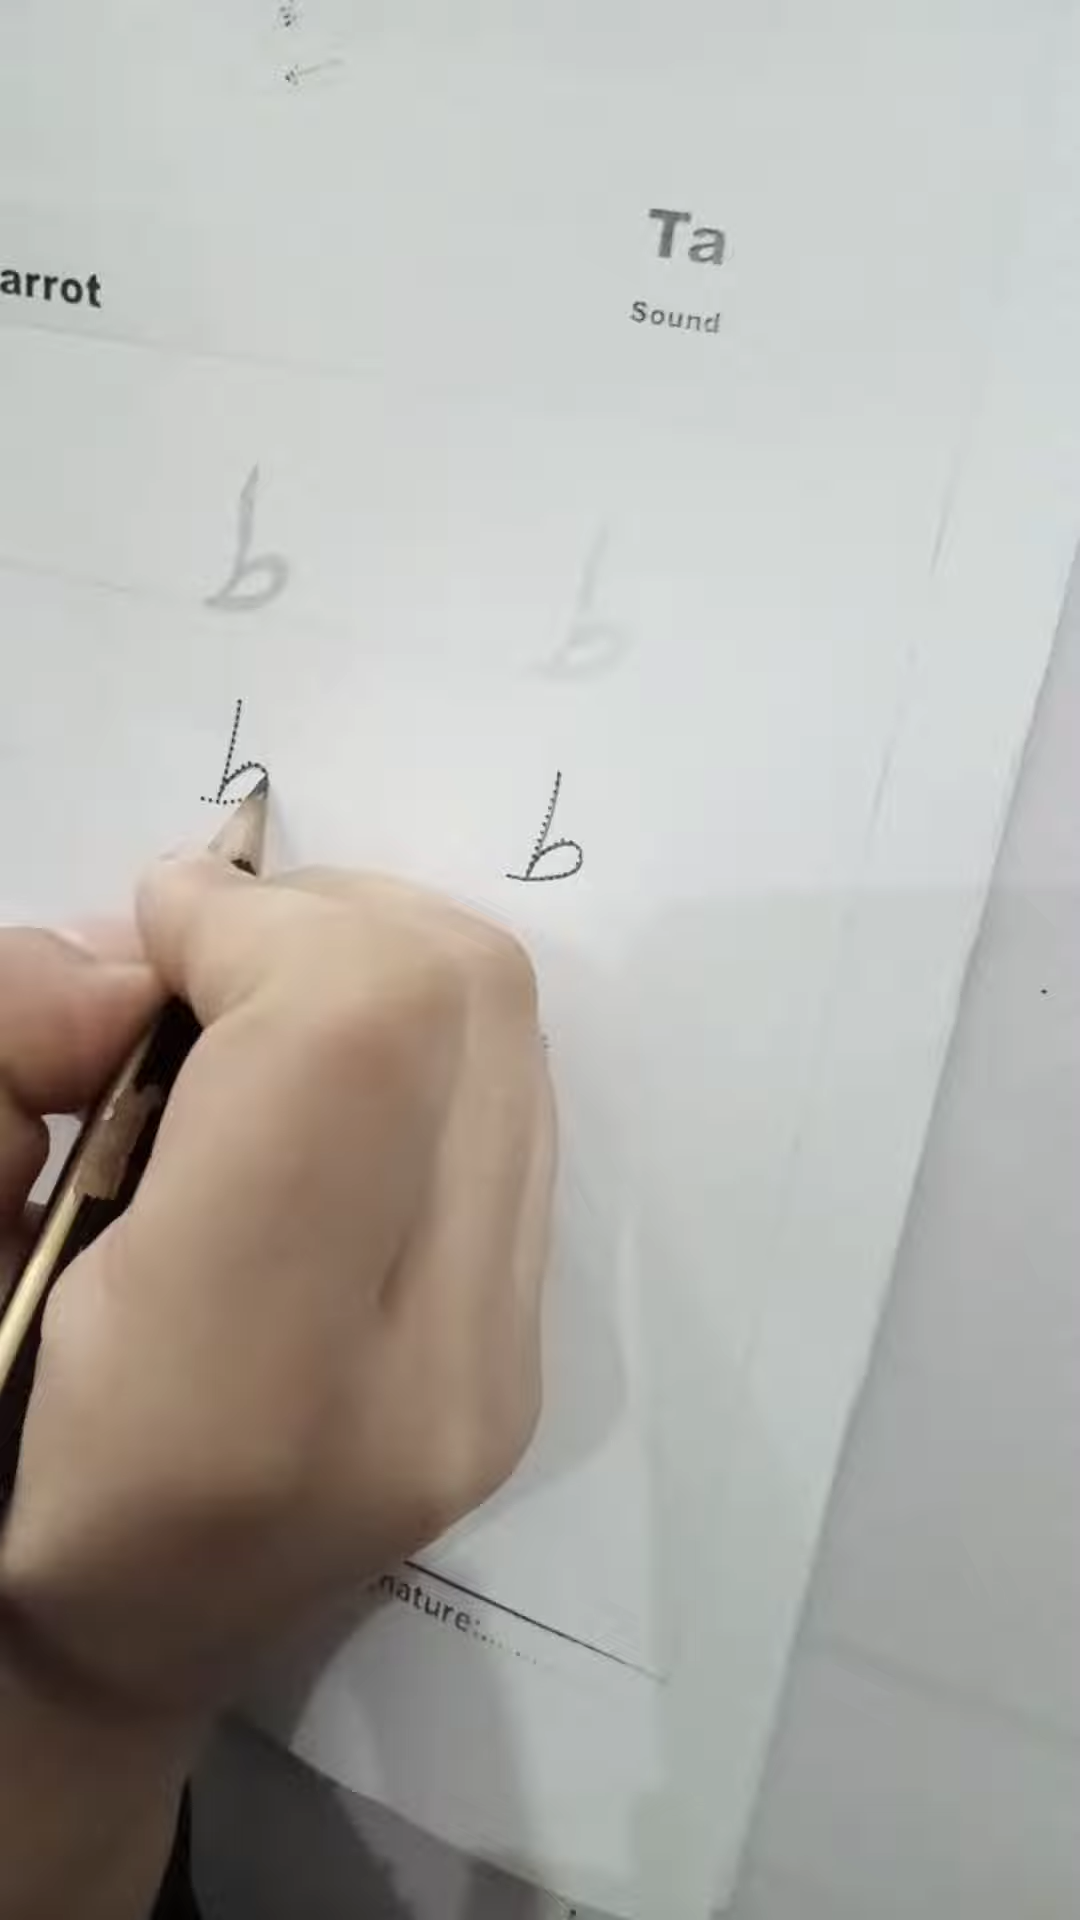 Ta
arrot
Sound
ط ط
ط ط
nature:........